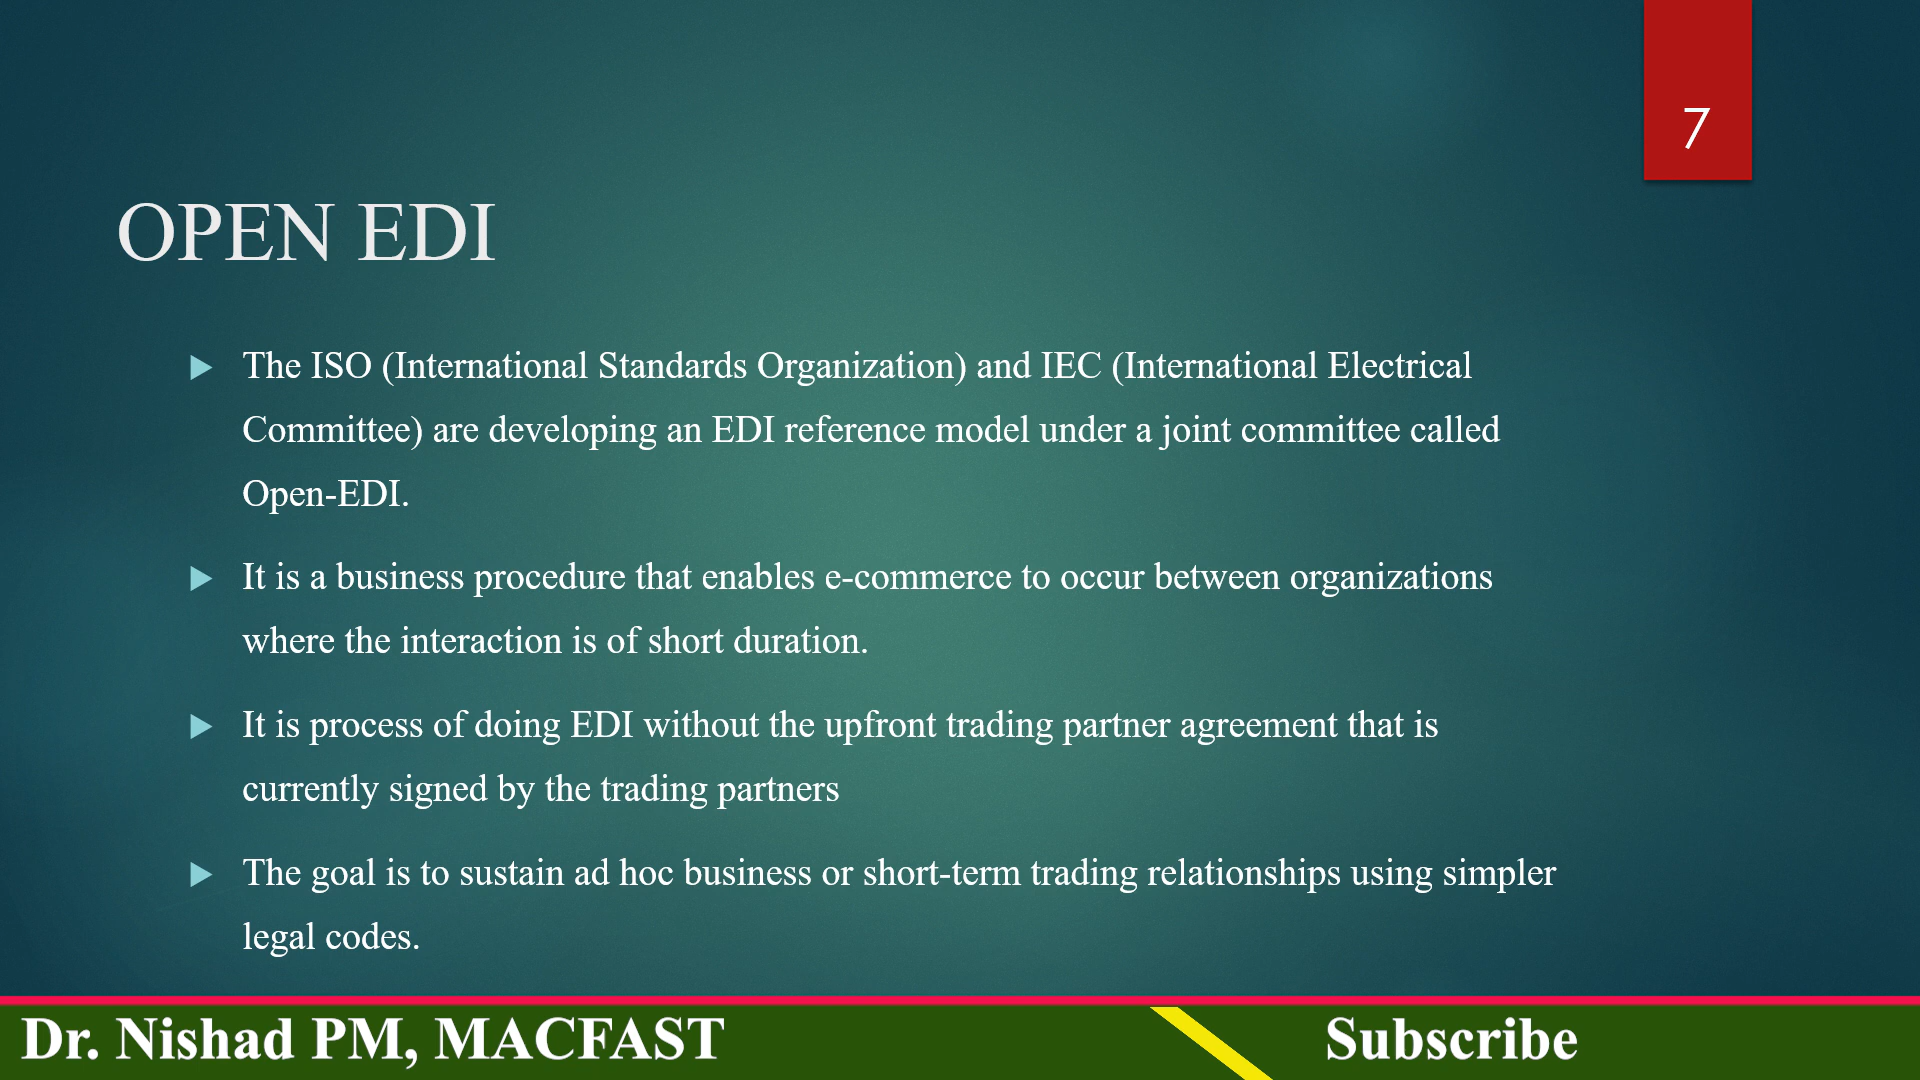 7
OPEN EDI
The ISO (International Standards Organization) and IEC (International Electrical
Committee) are developing an EDI reference model under a joint committee called
Open-EDI.
It is a business procedure that enables e-commerce to occur between organizations
where the interaction is of short duration.
It is process of doing EDI without the upfront trading partner agreement that is
currently signed by the trading partners
The goal is to sustain ad hoc business or short-term trading relationships using simpler
legal codes.
Dr. Nishad PM, MACFAST
Subscribe